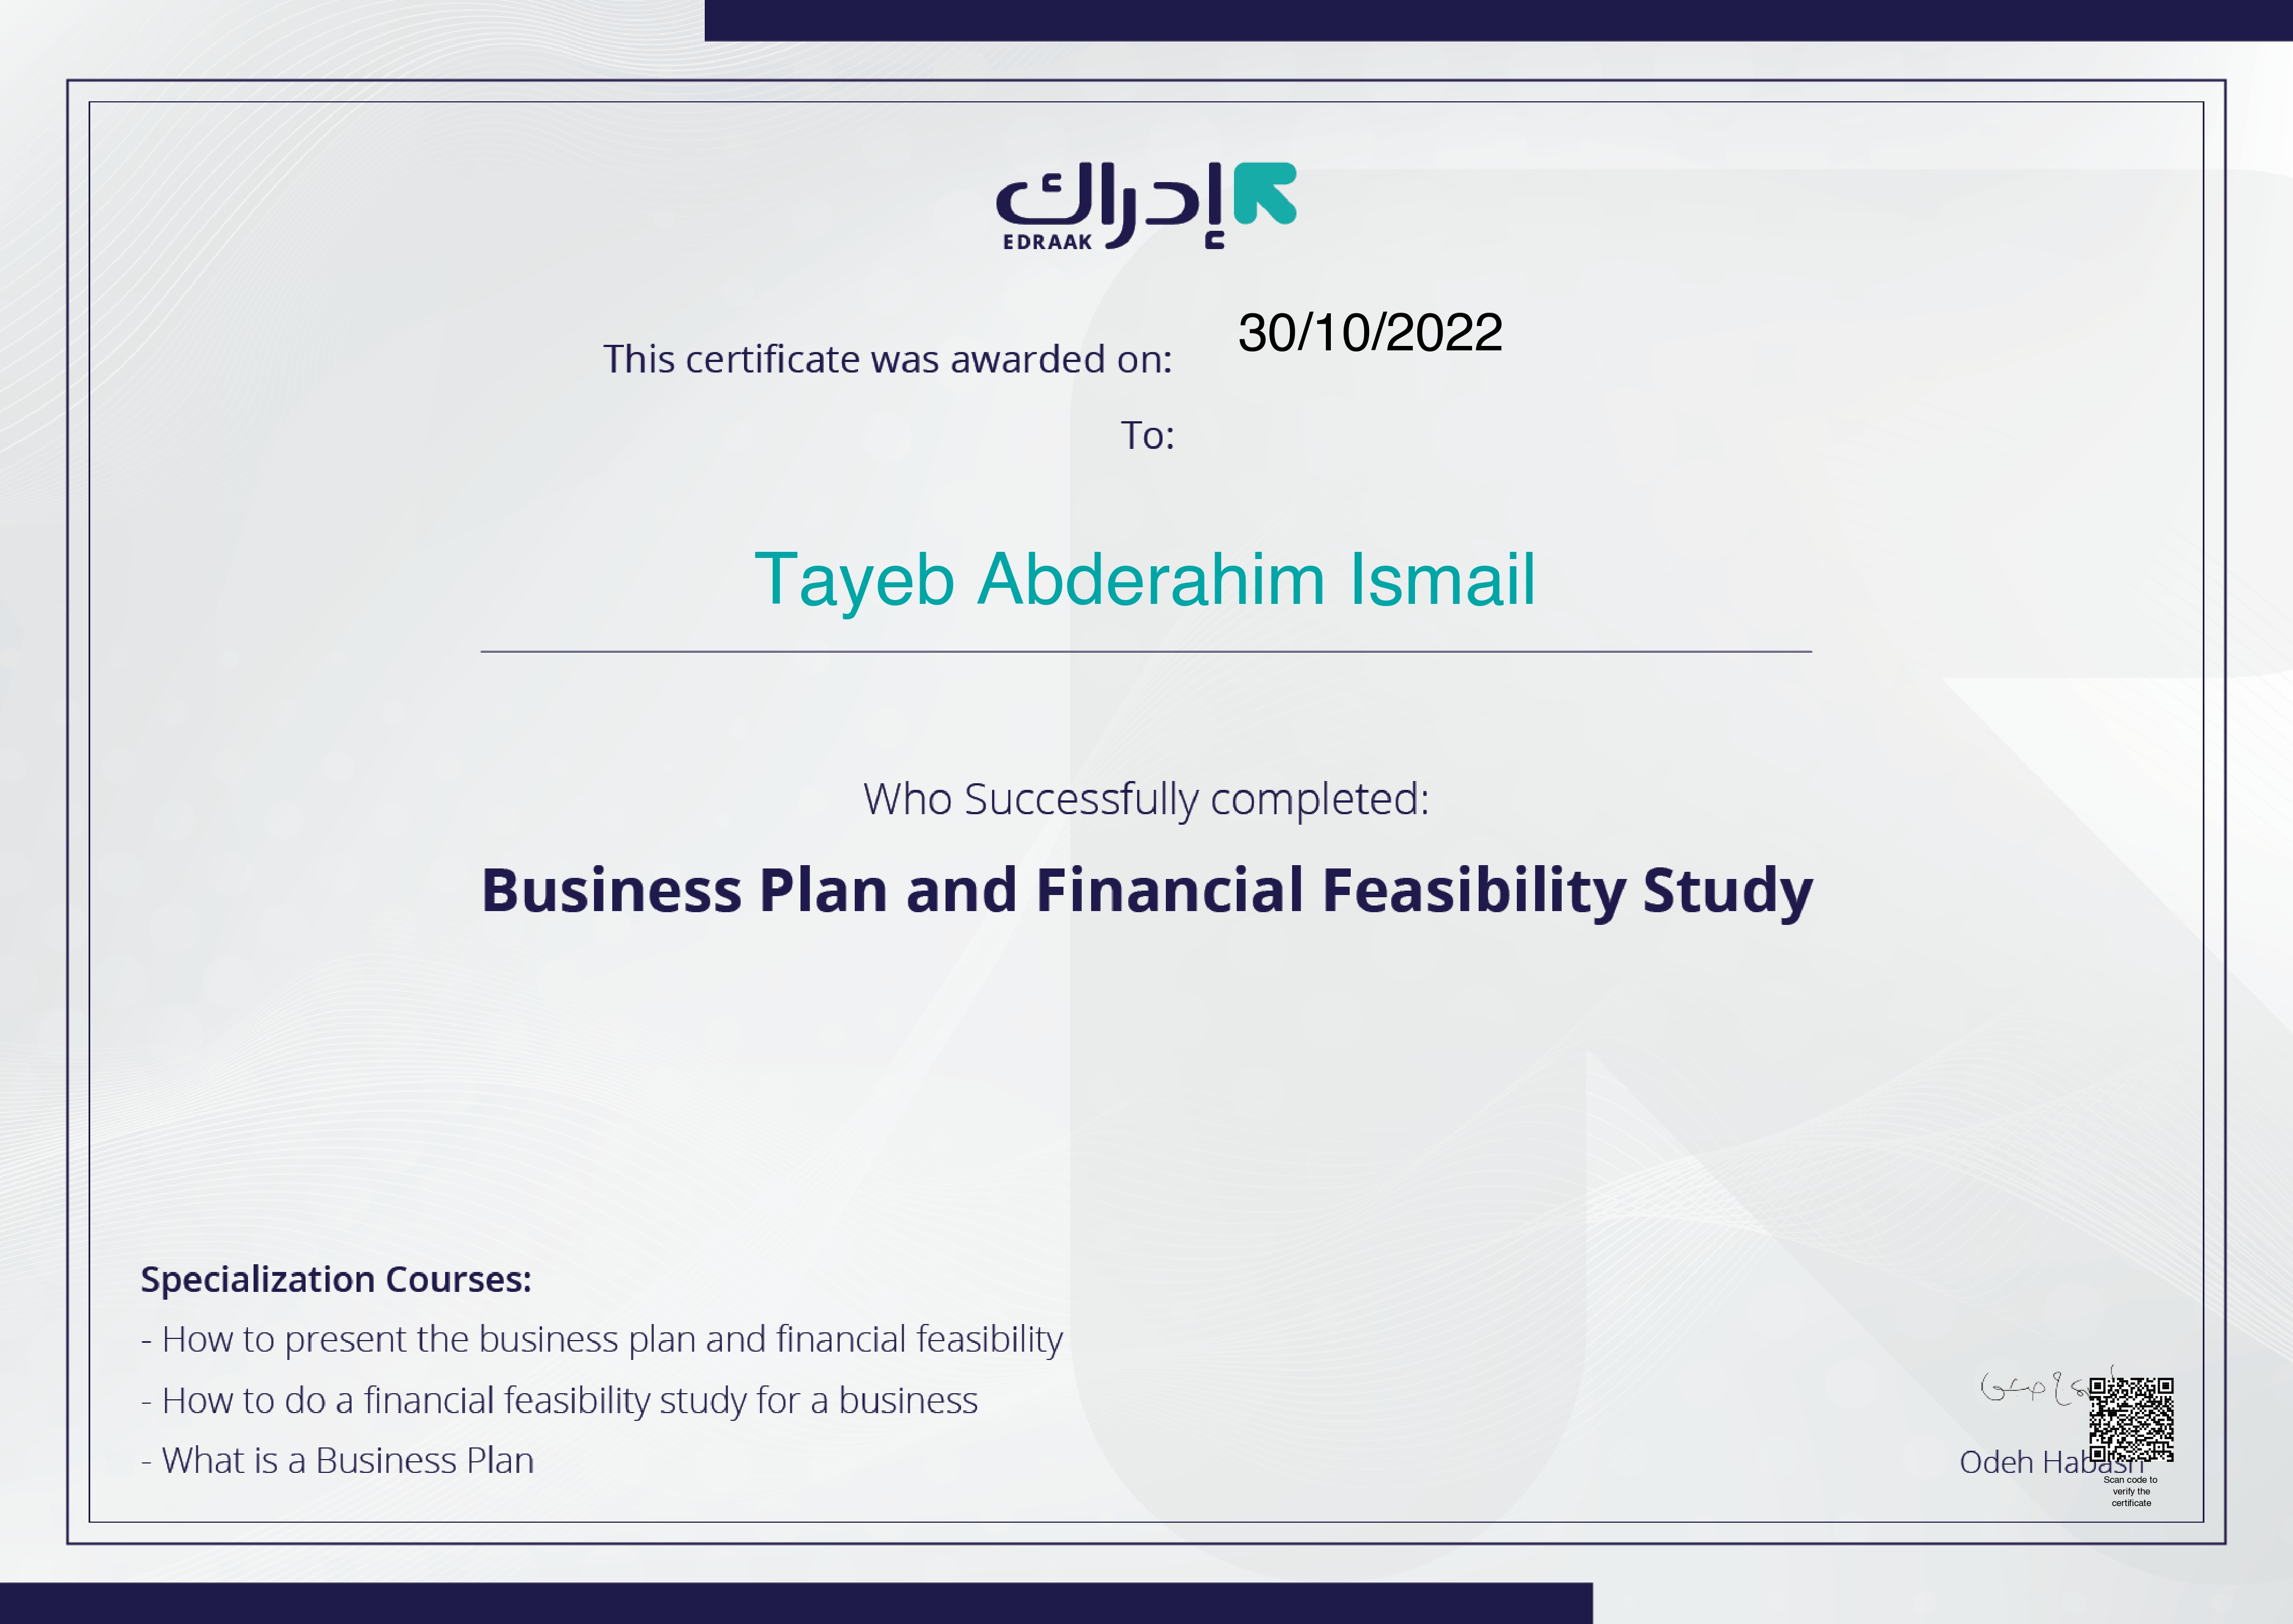 إدراك
EDRAAK
This certificate was awarded on: 30/10/2022
To:
Tayeb Abderahim Ismail
Who Successfully completed:
Business Plan and Financial Feasibility Study
Specialization Courses:
- How to present the business plan and financial feasibility
- How to do a financial feasibility study for a business
- What is a Business Plan
Odeh Habash
Scan code to
verify the
certificate